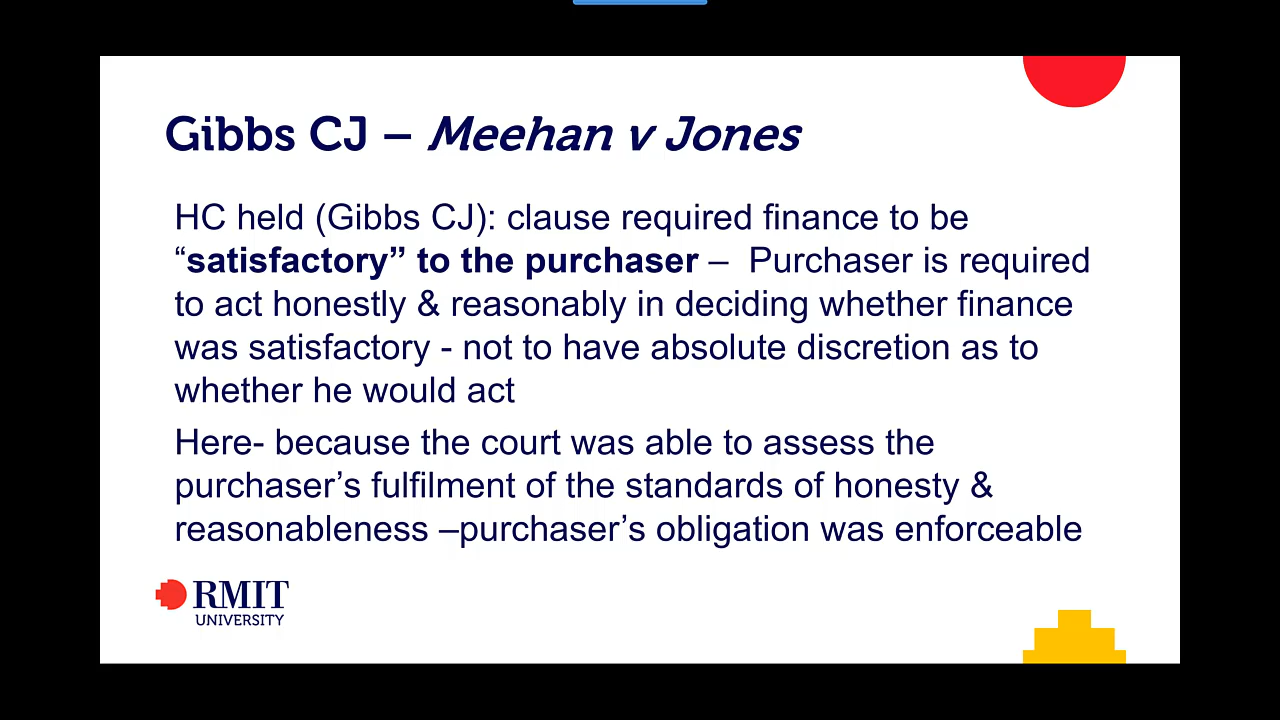 Gibbs CJ – Meehan v Jones
HC held (Gibbs CJ): clause required finance to be
“satisfactory” to the purchaser – Purchaser is required
to act honestly & reasonably in deciding whether finance
was satisfactory - not to have absolute discretion as to
whether he would act
Here- because the court was able to assess the
purchaser’s fulfilment of the standards of honesty &
reasonableness –purchaser’s obligation was enforceable
RMIT
UNIVERSITY